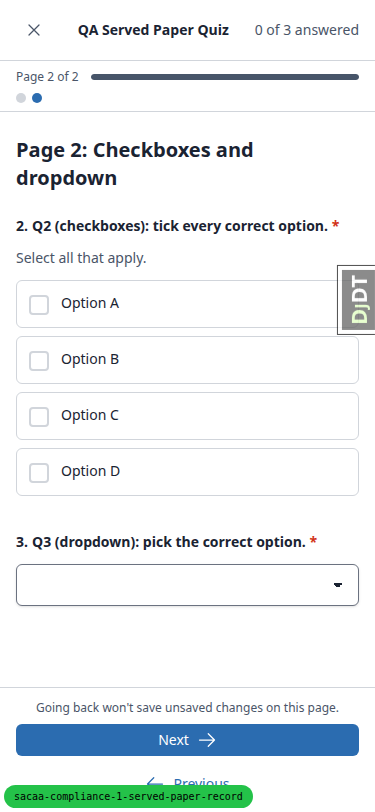 QA Served Paper Quiz
0 of 3 answered
Page 2 of 2
Page 2: Checkboxes and
dropdown
2. Q2 (checkboxes): tick every correct option. *
Select all that apply.
DjDT
Option A
Option B
Option C
Option D
3. Q3 (dropdown): pick the correct option. *
Going back won't save unsaved changes on this page.
Next
Previous
sacaa-compliance-1-served-paper-record